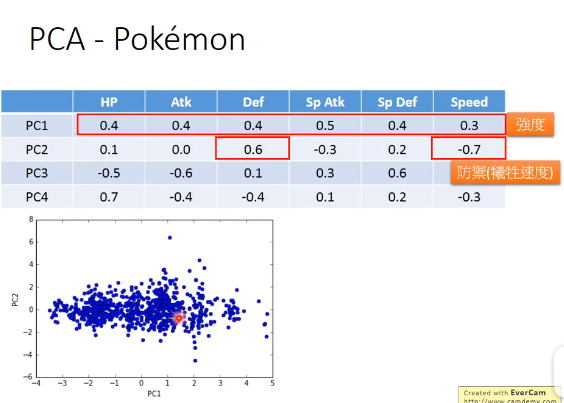 PCA - Pokémon
HP Atk Def Sp Atk Sp Def Speed
PC1 0.4 0.4 0.4 0.5 0.4 0.3 強度
PC2 0.1 0.0 0.6 -0.3 0.2 -0.7
防禦(犧牲速度)
PC3 -0.5 -0.6 0.1 0.3 0.6
PC4 0.7 -0.4 -0.4 0.1 0.2 -0.3
8
6
4
2
0
−2
−4
−6
PC2
−4 −3 −2 −1 0 1 2 3 4 5
PC1
Created with EverCam
http://www.camdemy.com